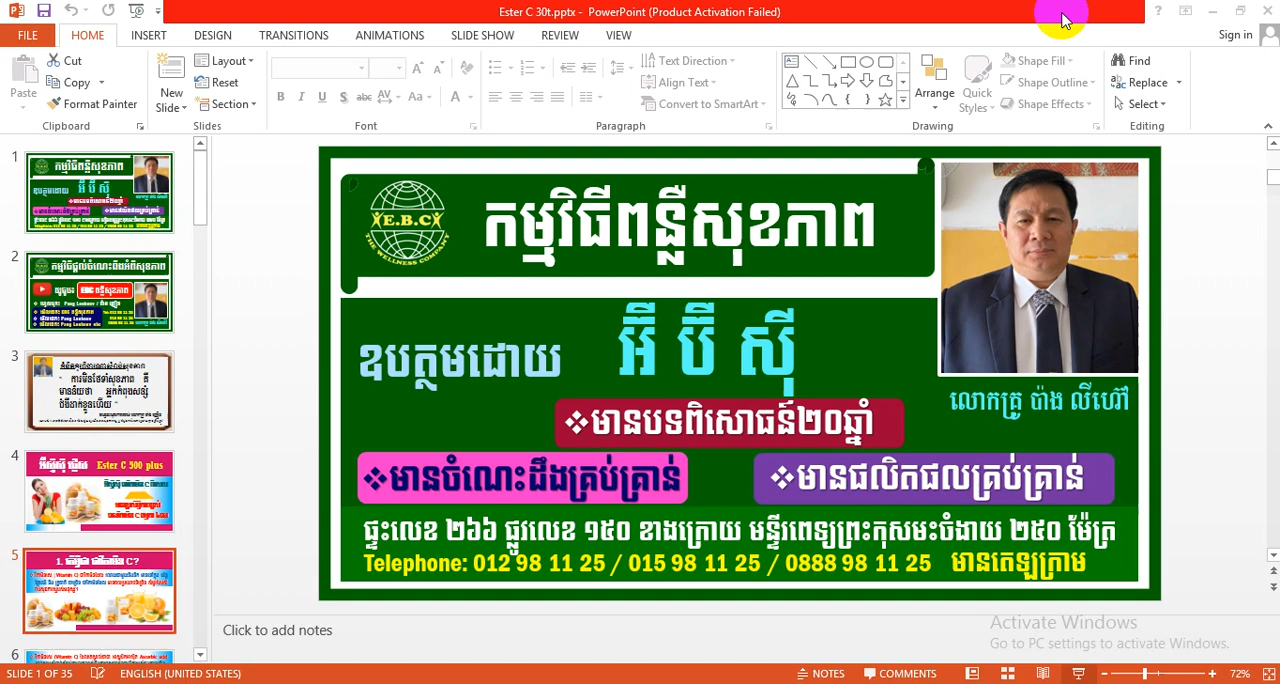 Ester C 30t.pptx - PowerPoint (Product Activation Failed)
FILE HOME INSERT DESIGN TRANSITIONS ANIMATIONS SLIDE SHOW REVIEW VIEW Sign in
Cut
Copy
Format Painter
Paste
Clipboard
New Slide
Layout
Reset
Section
Slides
Font
Text Direction
Align Text
Convert to SmartArt
Paragraph
Arrange
Quick Styles
Shape Fill
Shape Outline
Shape Effects
Drawing
Find
Replace
Select
Editing
1
2
3
4
Ester C 500 plus
5
6
E.B.C
THE WELLNESS COMPANY
កម្មវិធីពន្លឺសុខភាព
ឧបត្ថមដោយ អ៊ី ប៊ី ស៊ី
លោកគ្រូ ប៉ាង លីហ៊ៅ
❖មានបទពិសោធន៍២០ឆ្នាំ
❖មានចំណេះដឹងគ្រប់គ្រាន់
❖មានផលិតផលគ្រប់គ្រាន់
ផ្ទះលេខ ២៦៦ ផ្លូវលេខ ១៥០ ខាងក្រោយ មន្ទីរពេទ្យព្រះកុសមះចំងាយ ២៥០ ម៉ែត្រ
Telephone: 012 98 11 25 / 015 98 11 25 / 0888 98 11 25 មានតេឡេក្រាម
Click to add notes
Activate Windows
Go to PC settings to activate Windows.
SLIDE 1 OF 35 ENGLISH (UNITED STATES) NOTES COMMENTS 72%